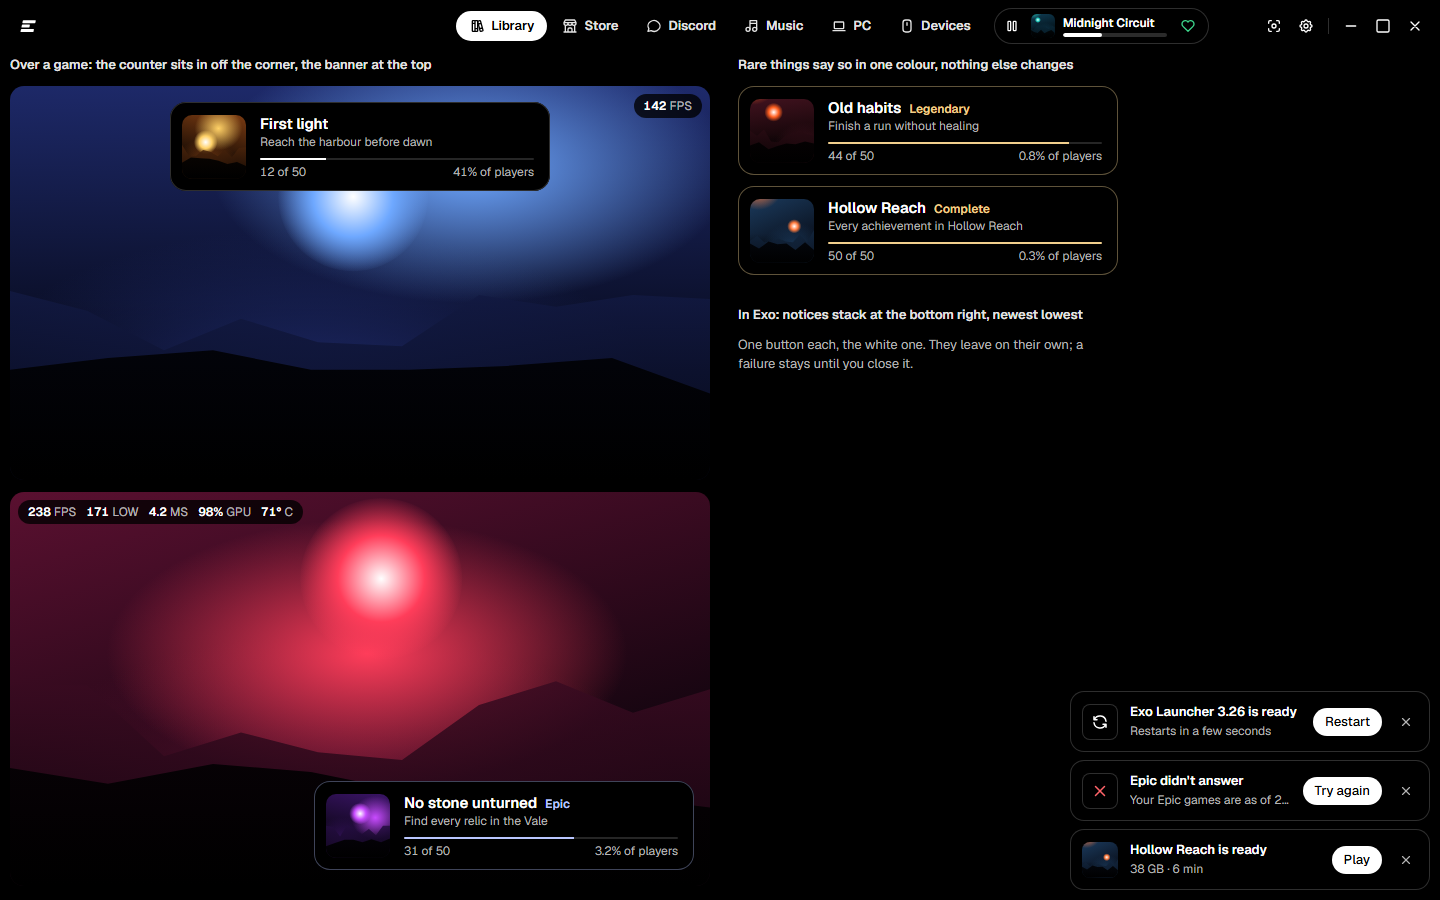 Library
Store
Discord
Music
PC
Devices
Midnight Circuit
Over a game: the counter sits in off the corner, the banner at the top
142 FPS
First light
Reach the harbour before dawn
12 of 50
41% of players
238 FPS 171 LOW 4.2 MS 98% GPU 71° C
No stone unturned Epic
Find every relic in the Vale
31 of 50
3.2% of players
Rare things say so in one colour, nothing else changes
Old habits Legendary
Finish a run without healing
44 of 50
0.8% of players
Hollow Reach Complete
Every achievement in Hollow Reach
50 of 50
0.3% of players
In Exo: notices stack at the bottom right, newest lowest
One button each, the white one. They leave on their own; a
failure stays until you close it.
Exo Launcher 3.26 is ready
Restarts in a few seconds
Restart
Epic didn't answer
Your Epic games are as of 2…
Try again
Hollow Reach is ready
38 GB · 6 min
Play